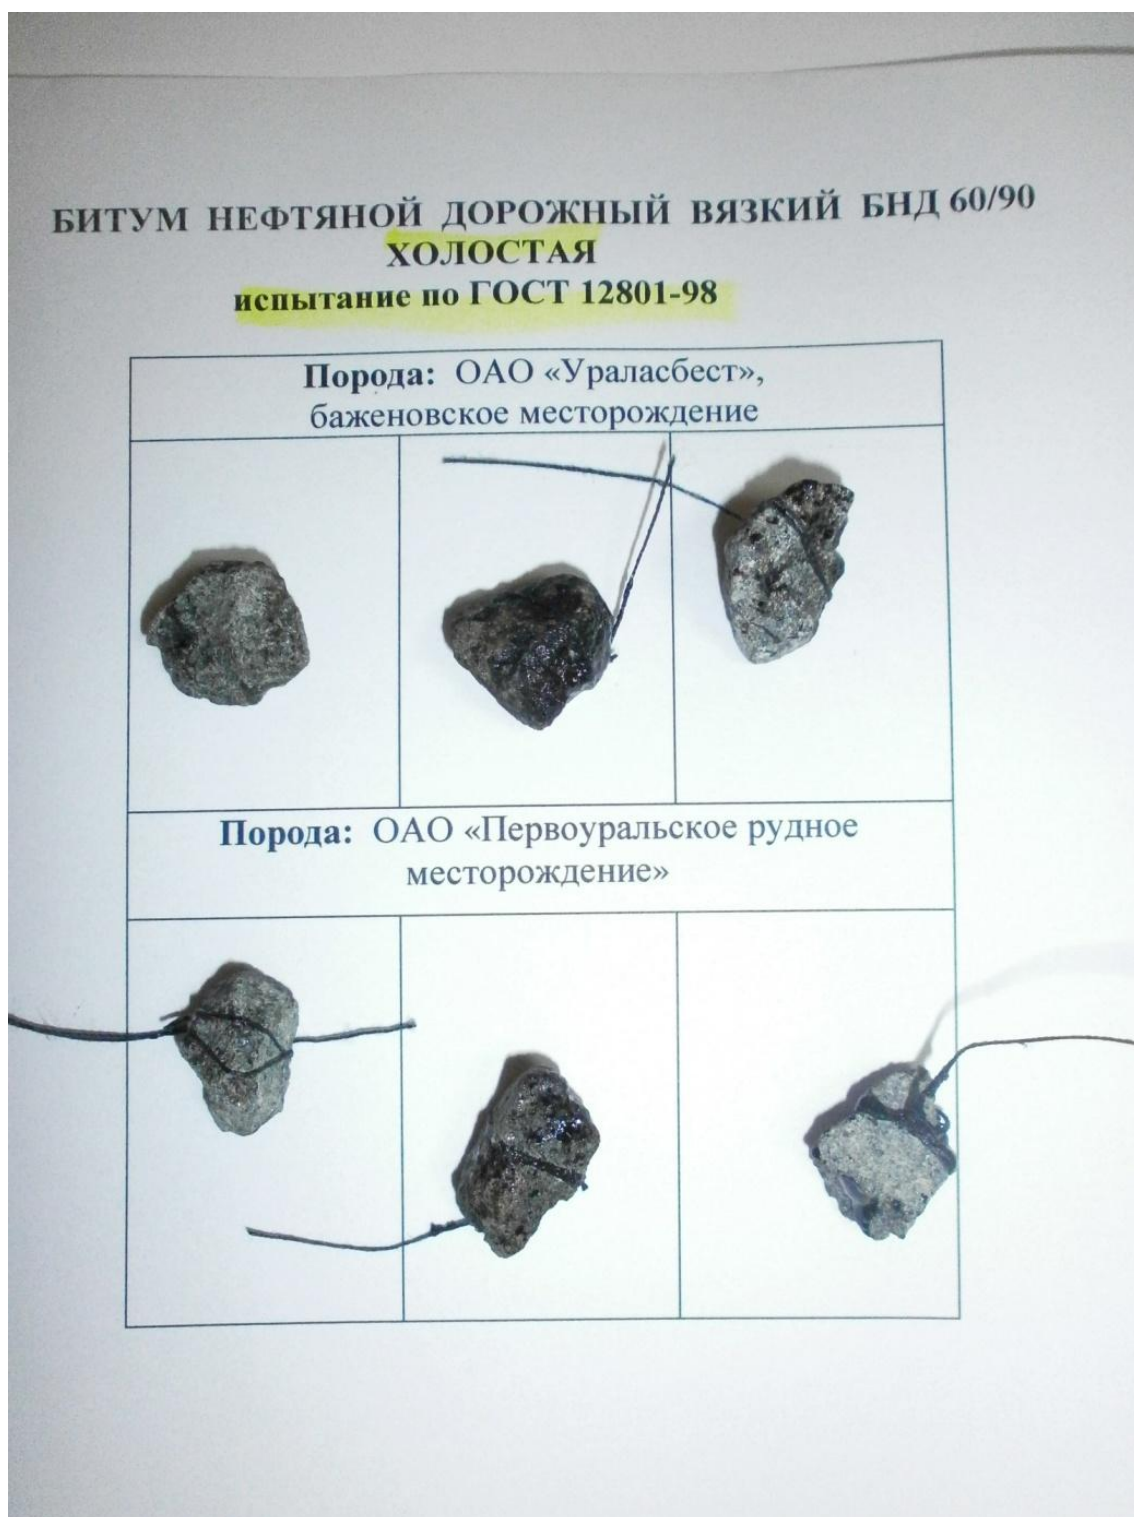 БИТУМ НЕФТЯНОЙ ДОРОЖНЫЙ ВЯЗКИЙ БНД 60/90
ХОЛОСТАЯ
испытание по ГОСТ 12801-98
Порода: ОАО «Ураласбест»,
баженовское месторождение
Порода: ОАО «Первоуральское рудное
месторождение»